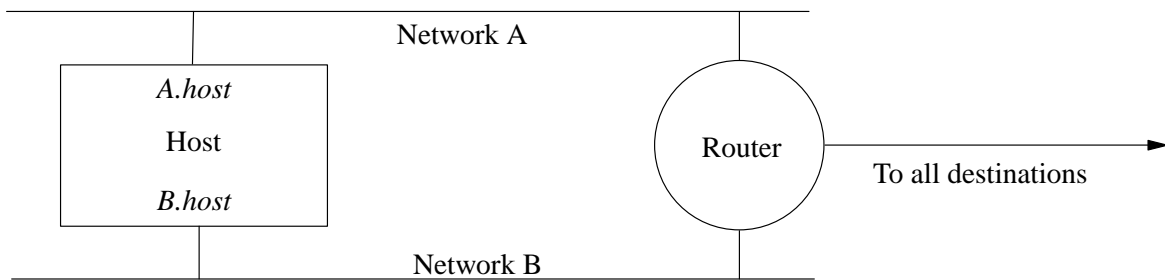 Network A
A.host
Host
Router
To all destinations
B.host
Network B